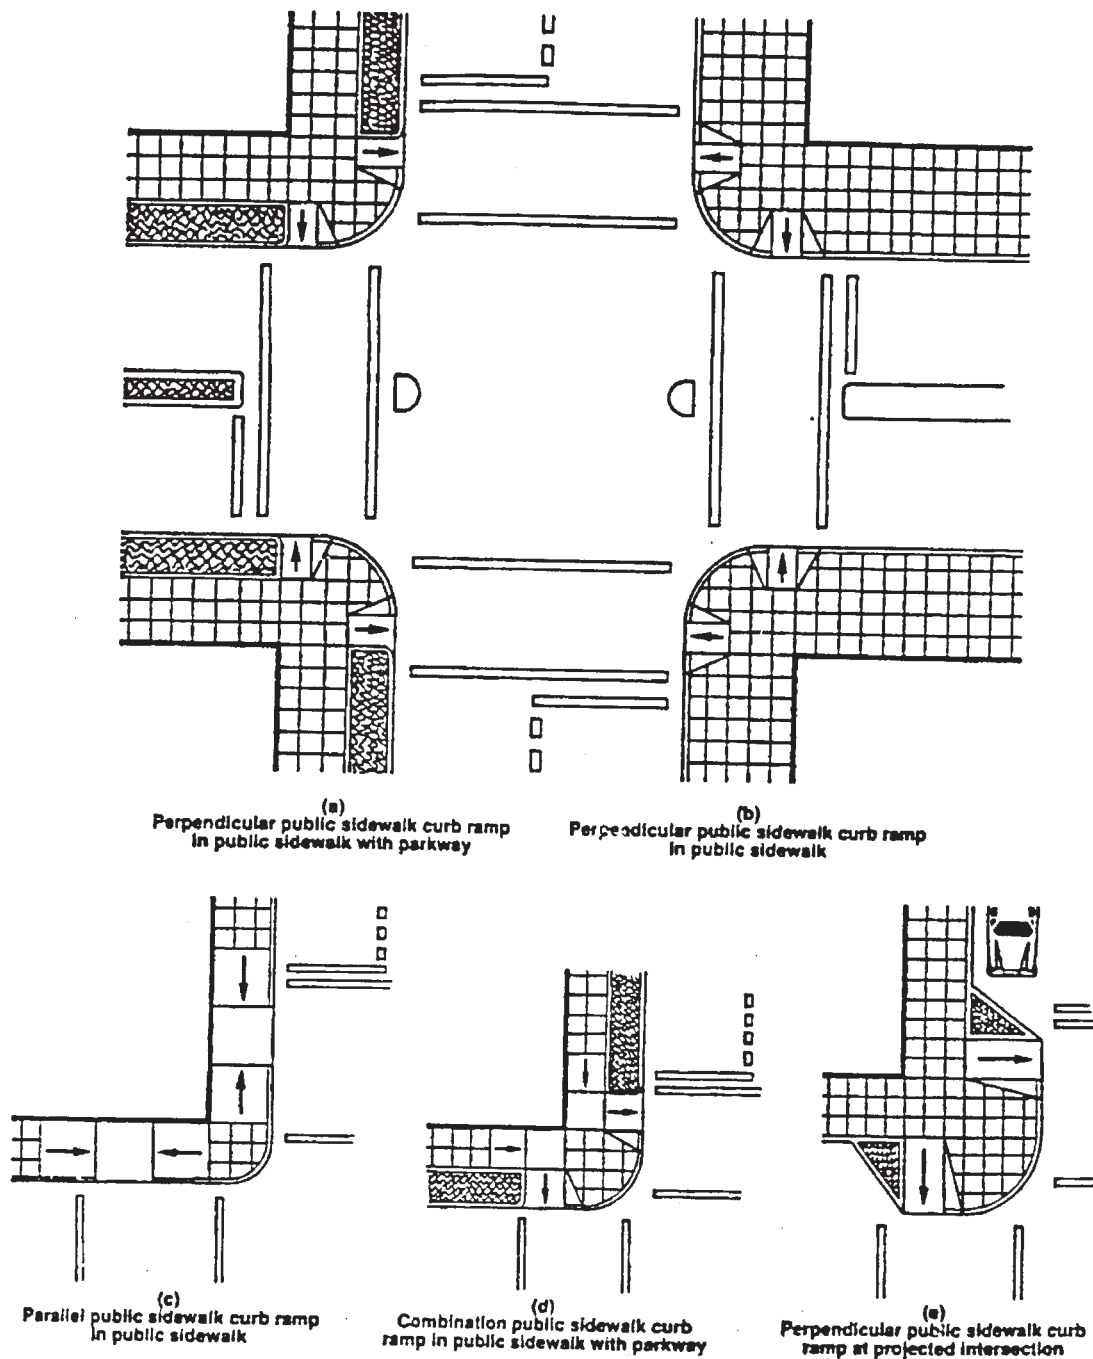 (a)
Perpendicular public sidewalk curb ramp
in public sidewalk with parkway
(b)
Perpendicular public sidewalk curb ramp
in public sidewalk
(c)
Parallel public sidewalk curb ramp
in public sidewalk
(d)
Combination public sidewalk curb
ramp in public sidewalk with parkway
(e)
Perpendicular public sidewalk curb
ramp at projected intersection